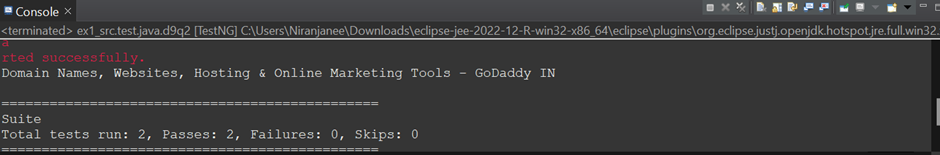 Console ×
<terminated> ex1_src.test.java.d9q2 [TestNG] C:\Users\Niranjanee\Downloads\eclipse-jee-2022-12-R-win32-x86_64\eclipse\plugins\org.eclipse.justj.openjdk.hotspot.jre.full.win32.
a
rted successfully.
Domain Names, Websites, Hosting & Online Marketing Tools - GoDaddy IN
===============================================
Suite
Total tests run: 2, Passes: 2, Failures: 0, Skips: 0
===============================================